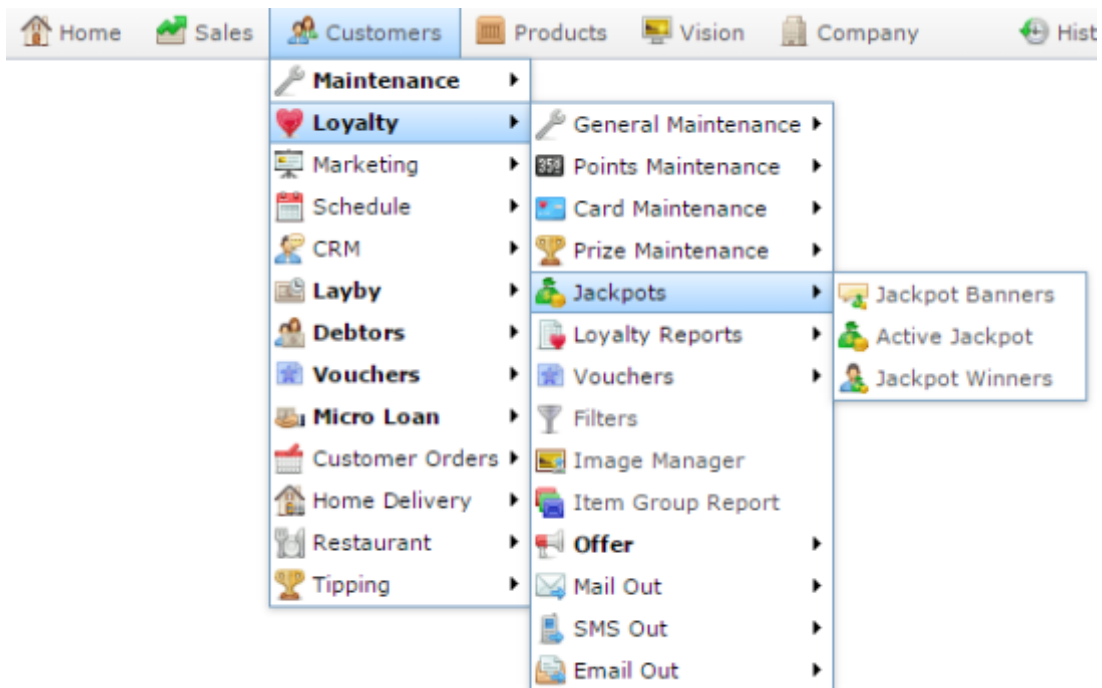 Home Sales Customers Products Vision Company Hist
Maintenance
Loyalty
Marketing
Schedule
CRM
Layby
Debtors
Vouchers
Micro Loan
Customer Orders
Home Delivery
Restaurant
Tipping
General Maintenance
Points Maintenance
Card Maintenance
Prize Maintenance
Jackpots
Loyalty Reports
Vouchers
Filters
Image Manager
Item Group Report
Offer
Mail Out
SMS Out
Email Out
Jackpot Banners
Active Jackpot
Jackpot Winners